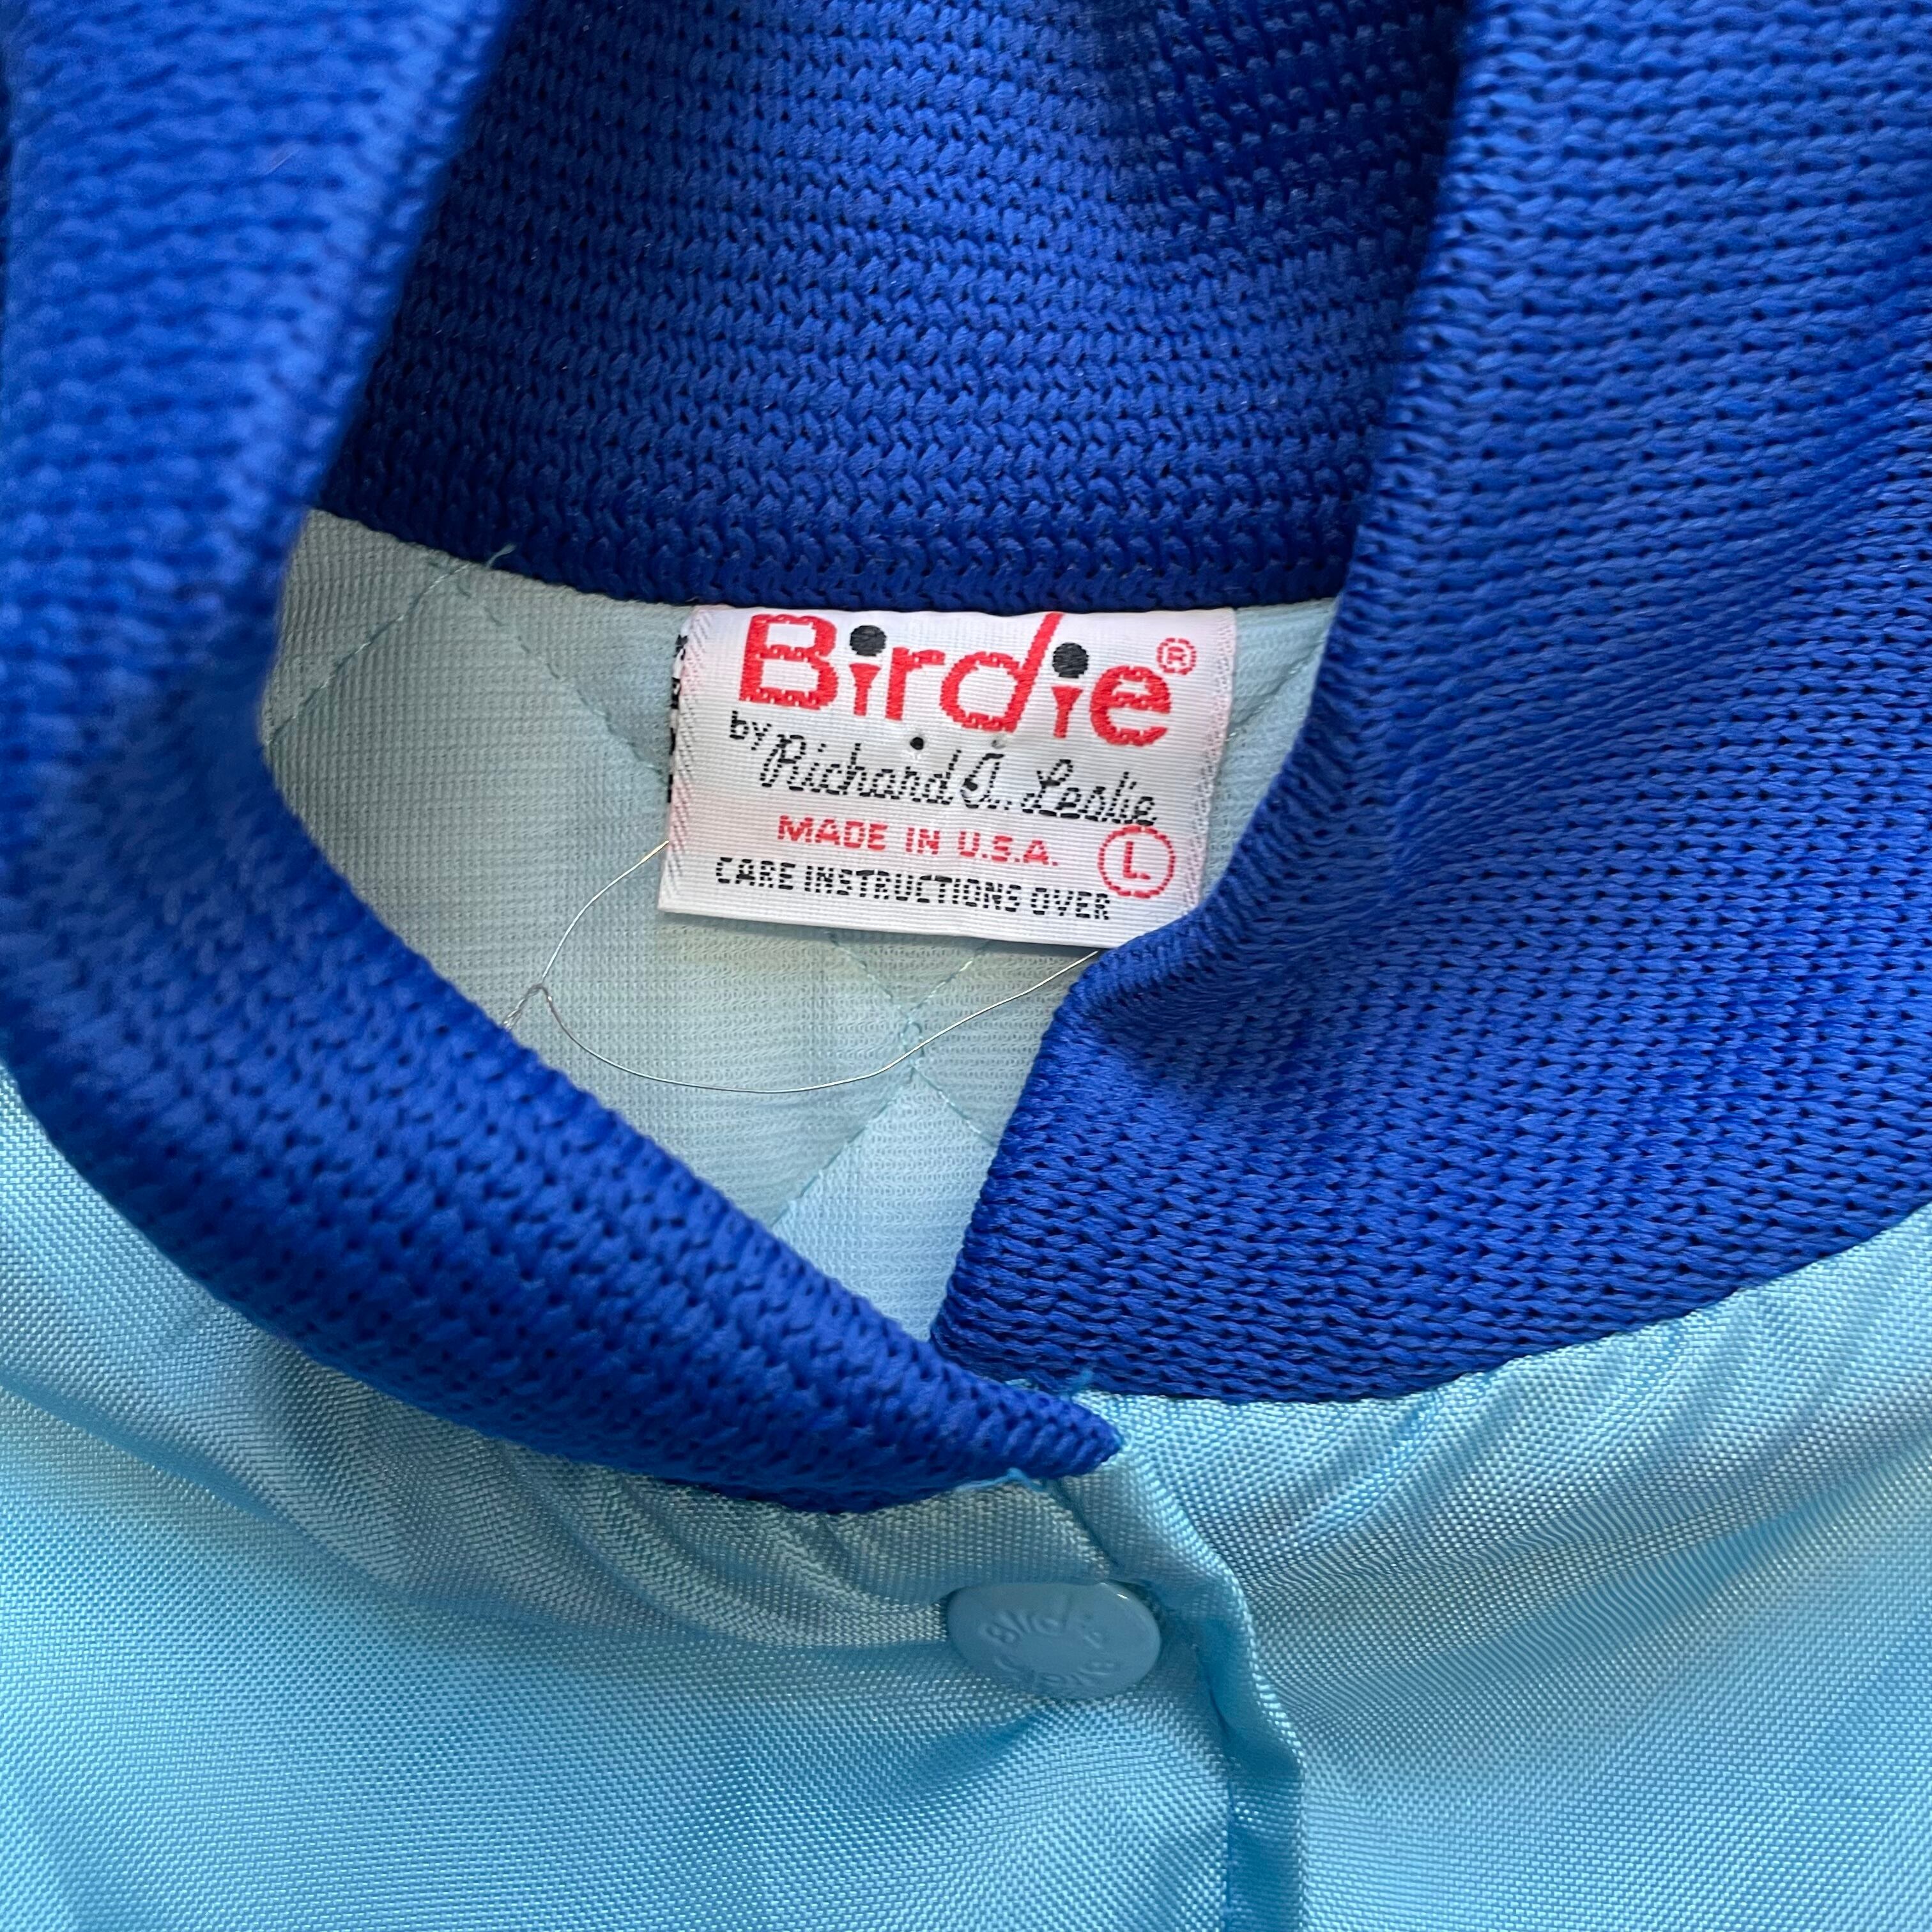 Birdie®
by Richard A. Leslie
MADE IN U.S.A. L
CARE INSTRUCTIONS OVER